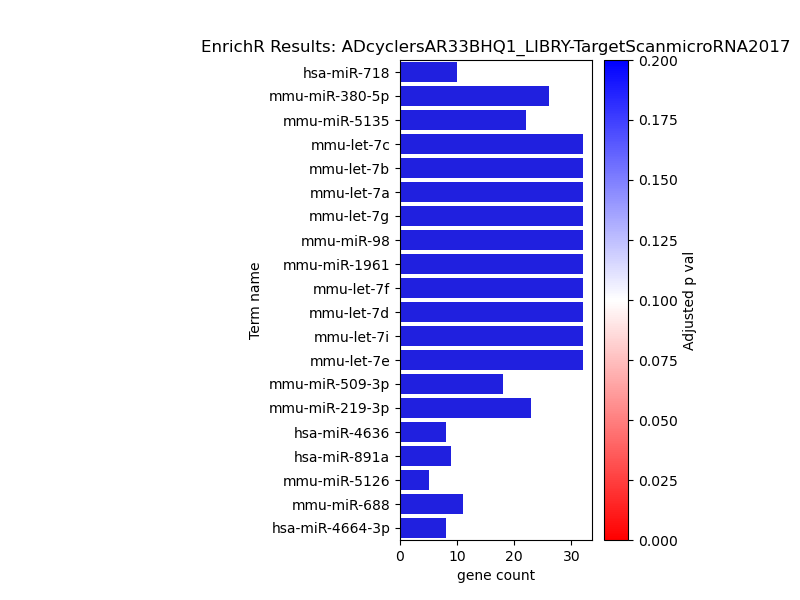 EnrichR Results: ADcyclersAR33BHQ1_LIBRY-TargetScanmicroRNA2017
hsa-miR-718
mmu-miR-380-5p
mmu-miR-5135
mmu-let-7c
mmu-let-7b
mmu-let-7a
mmu-let-7g
mmu-miR-98
mmu-miR-1961
mmu-let-7f
mmu-let-7d
mmu-let-7i
mmu-let-7e
mmu-miR-509-3p
mmu-miR-219-3p
hsa-miR-4636
hsa-miR-891a
mmu-miR-5126
mmu-miR-688
hsa-miR-4664-3p
Term name
0 10 20 30
gene count
0.200
0.175
0.150
0.125
0.100
0.075
0.050
0.025
0.000
Adjusted p val